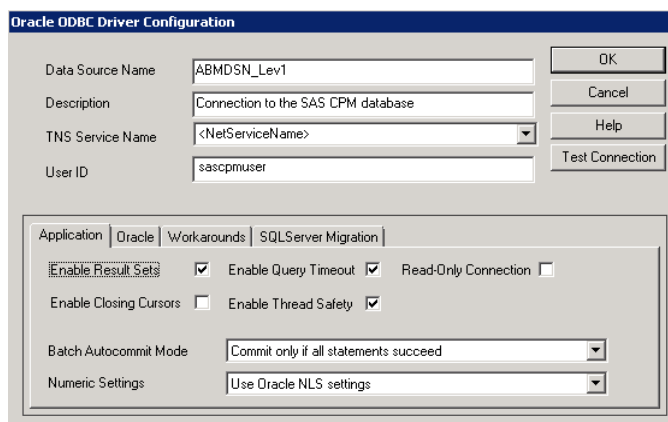 Oracle ODBC Driver Configuration
Data Source Name ABMDSN_Lev1
OK
Description Connection to the SAS CPM database
Cancel
TNS Service Name <NetServiceName>
Help
User ID sascpmuser
Test Connection
Application Oracle Workarounds SQLServer Migration
Enable Result Sets Enable Query Timeout Read-Only Connection
Enable Closing Cursors Enable Thread Safety
Batch Autocommit Mode Commit only if all statements succeed
Numeric Settings Use Oracle NLS settings